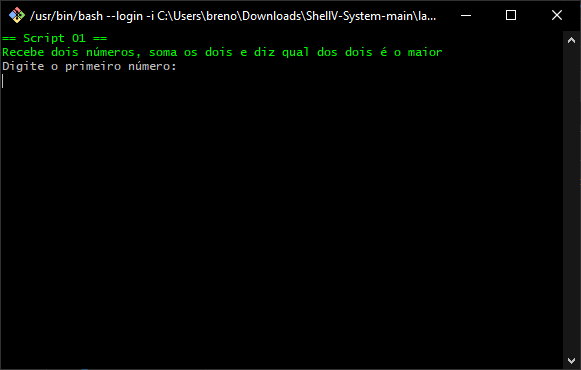 /usr/bin/bash --login -i C:\Users\breno\Downloads\ShellV-System-main\la...
== Script 01 ==
Recebe dois números, soma os dois e diz qual dos dois é o maior
Digite o primeiro número: